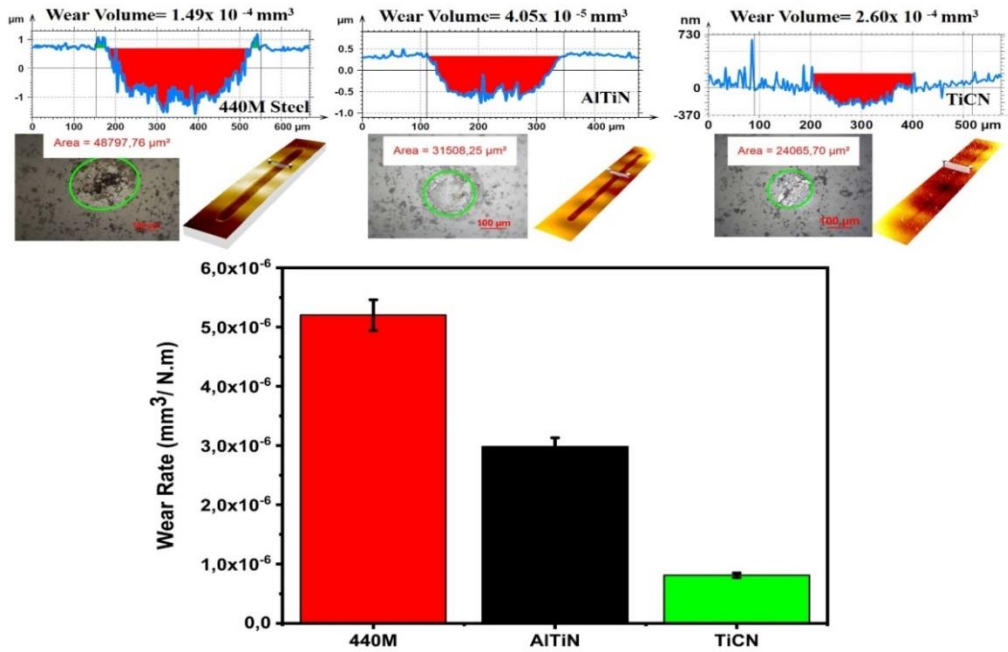 Wear Volume= 1.49x 10 -4 mm³
Wear Volume= 4.05x 10 -5 mm³
Wear Volume= 2.60x 10 -4 mm³
µm
1
0
-1
440M Steel
0 100 200 300 400 500 600 µm
µm
0.5
0.0
-0.5
-1.0
AlTiN
0 100 200 300 400 µm
nm
730
0
-370
TiCN
0 100 200 300 400 500 µm
Area = 48797,76 µm²
Area = 31508,25 µm²
100 µm
Area = 24065,70 µm²
100 µm
Wear Rate (mm³/ N.m)
6,0x10⁻⁶
5,0x10⁻⁶
4,0x10⁻⁶
3,0x10⁻⁶
2,0x10⁻⁶
1,0x10⁻⁶
0,0
440M AlTiN TiCN